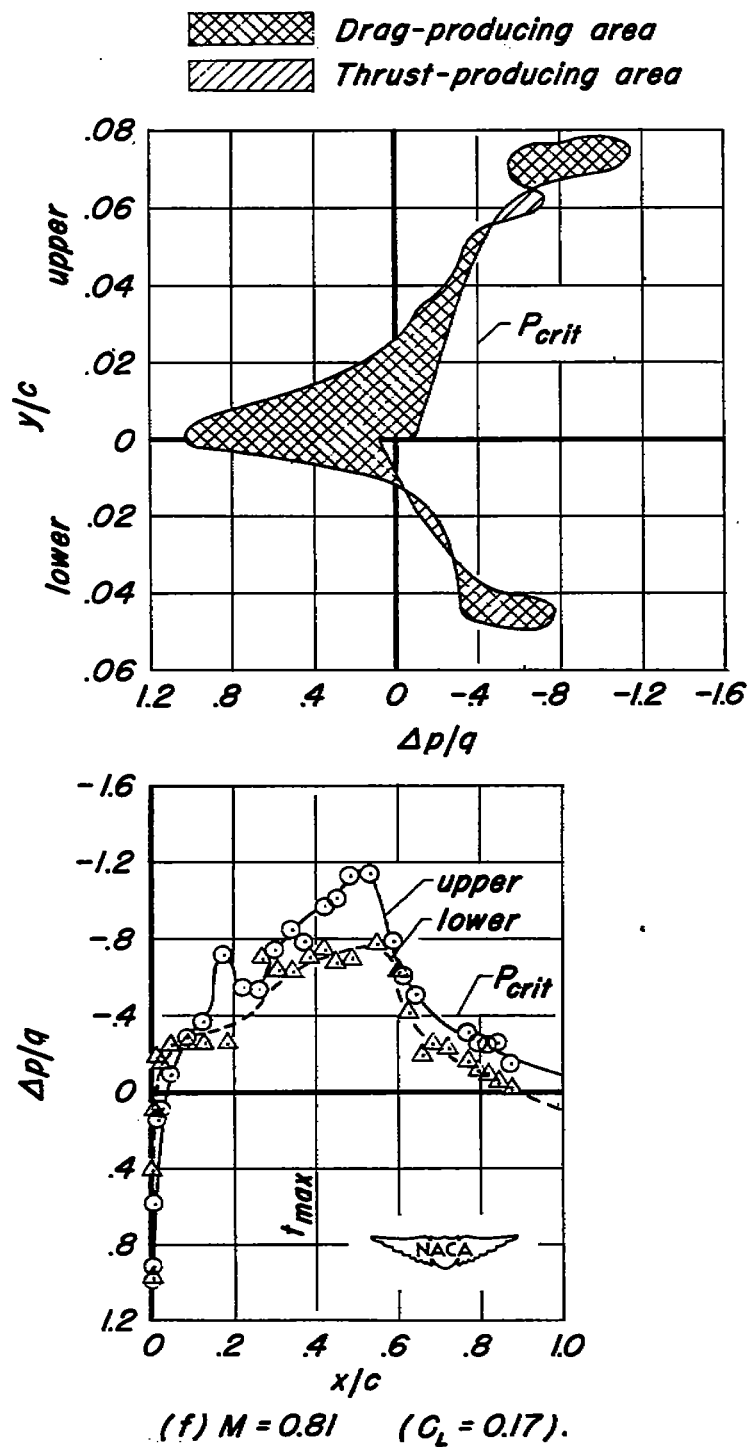 Drag-producing area
Thrust-producing area
.08
.06
.04
.02
0
.02
.04
.06
upper
y/c
lower
P_crit
1.2 .8 .4 0 -.4 -.8 -1.2 -1.6
Δp/q
-1.6
-1.2
-.8
-.4
0
.4
.8
1.2
Δp/q
upper
lower
P_crit
t_max
NACA
0 .2 .4 .6 .8 1.0
x/c
(f) M = 0.81 (C_L = 0.17).